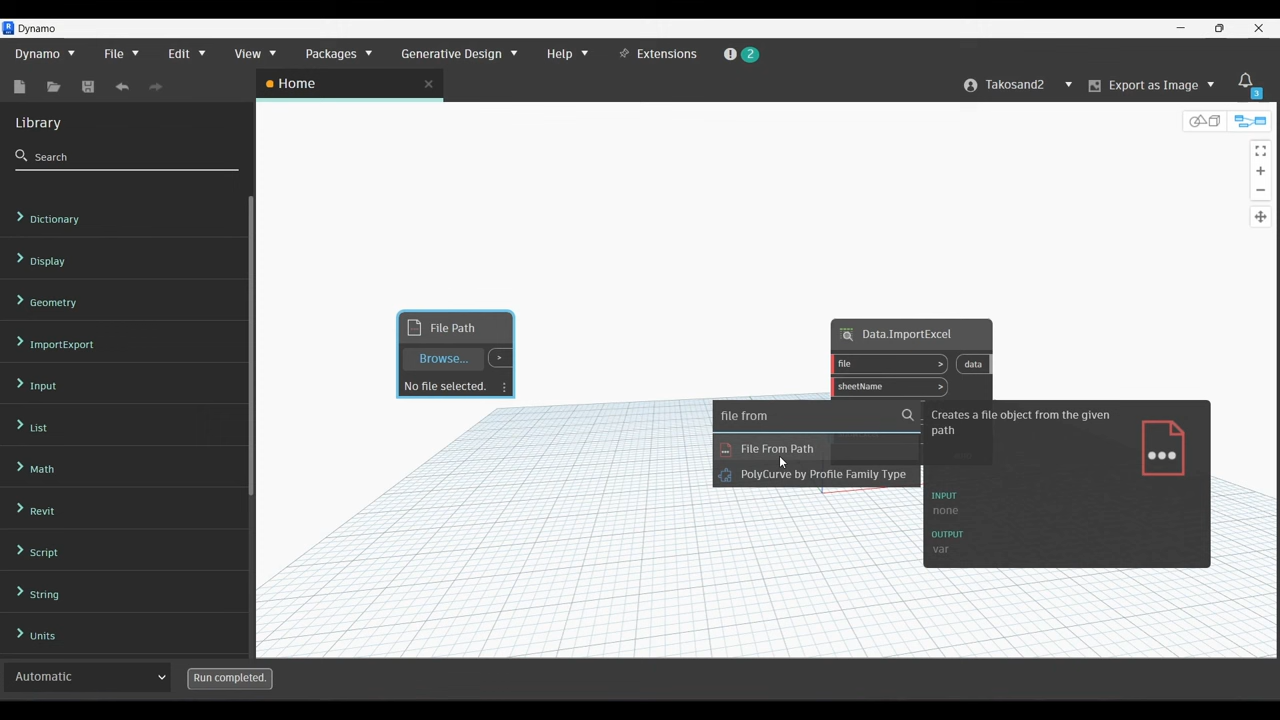 Dynamo
Dynamo File Edit View Packages Generative Design Help Extensions ! 2
Home Takosand2 Export as Image 3
Library
Search
Dictionary
Display
Geometry
ImportExport
Input
List
Math
Revit
Script
String
Units
File Path
Browse... >
No file selected.
Data.ImportExcel
file > data
sheetName >
file from
File From Path
PolyCurve by Profile Family Type
Creates a file object from the given
path
INPUT
none
OUTPUT
var
Automatic Run completed.